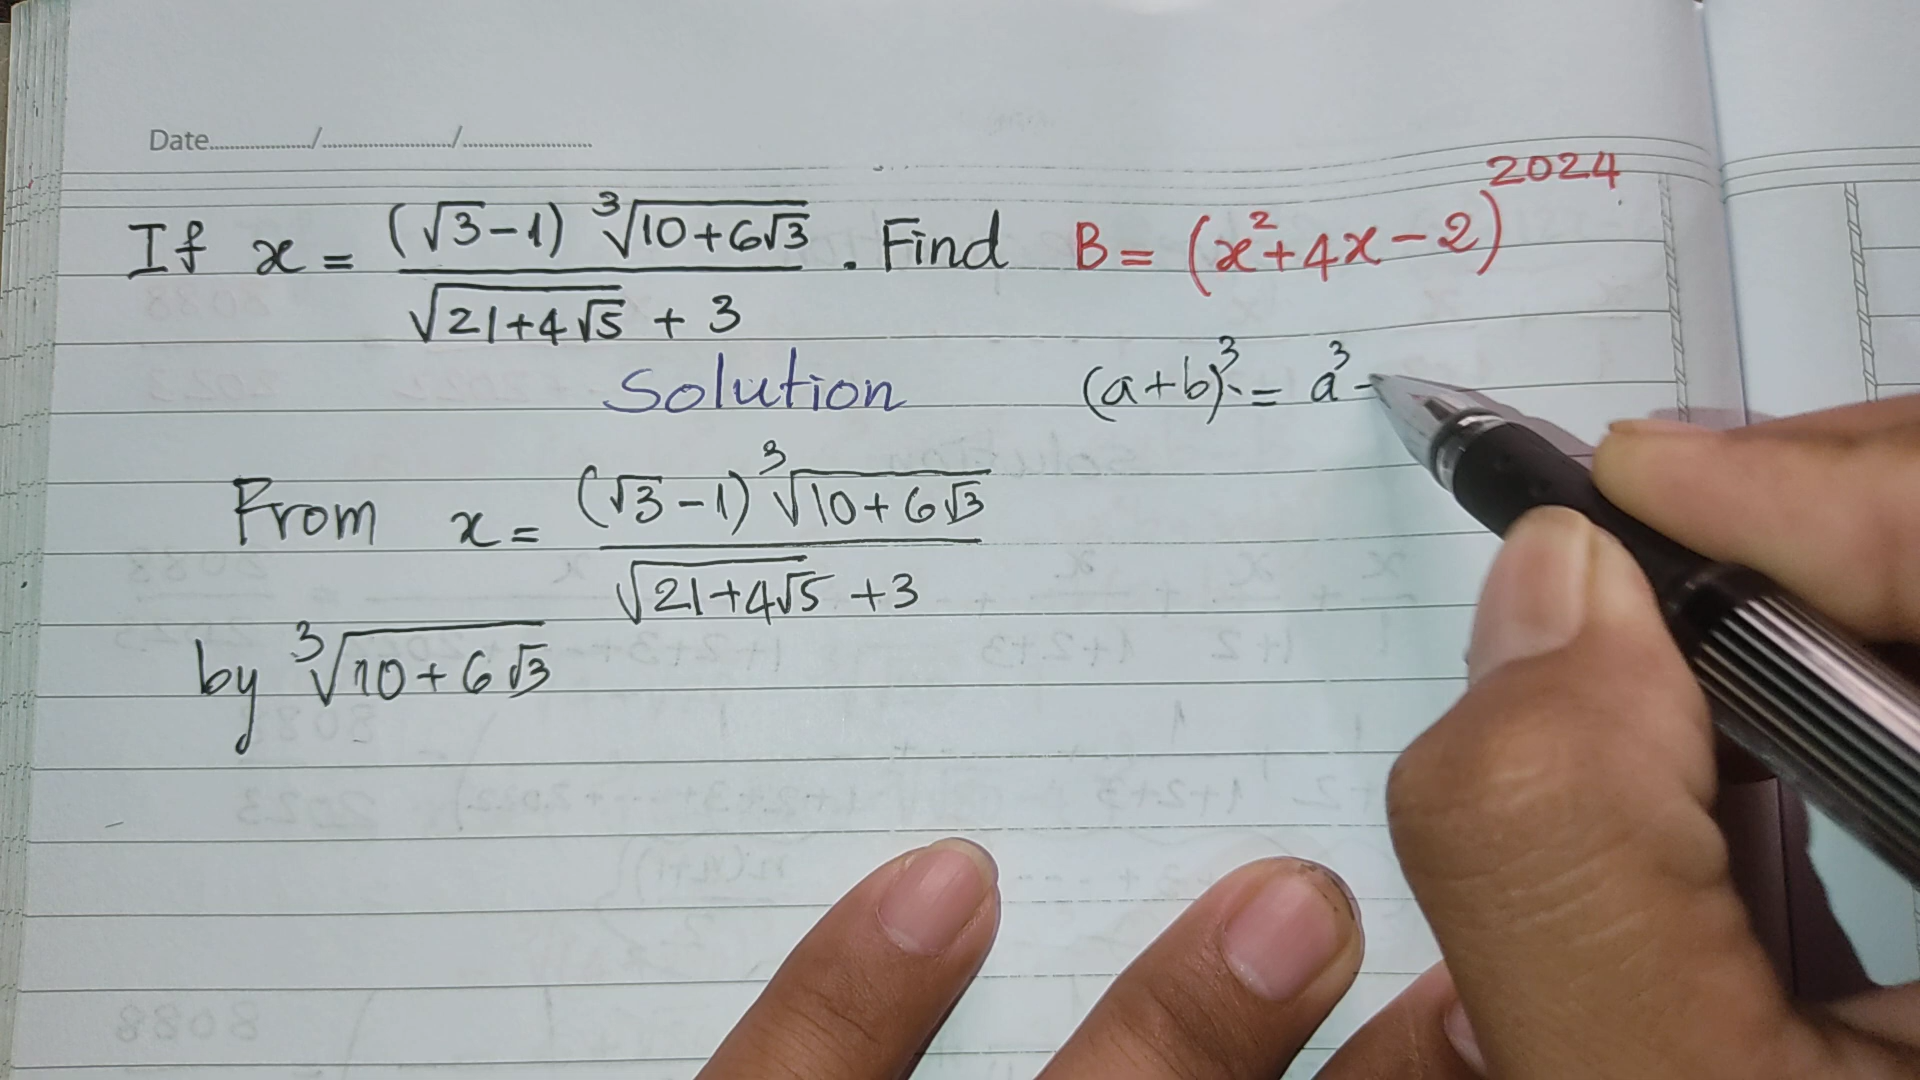 Date............/............./...............
If x = (√3-1) ∛(10+6√3) / (√(21+4√5) + 3) . Find B = (x²+4x-2)²⁰²⁴
Solution
(a+b)³ = a³ -
From x = (√3-1) ∛(10+6√3) / (√(21+4√5) +3)
by ∛(10+6√3)